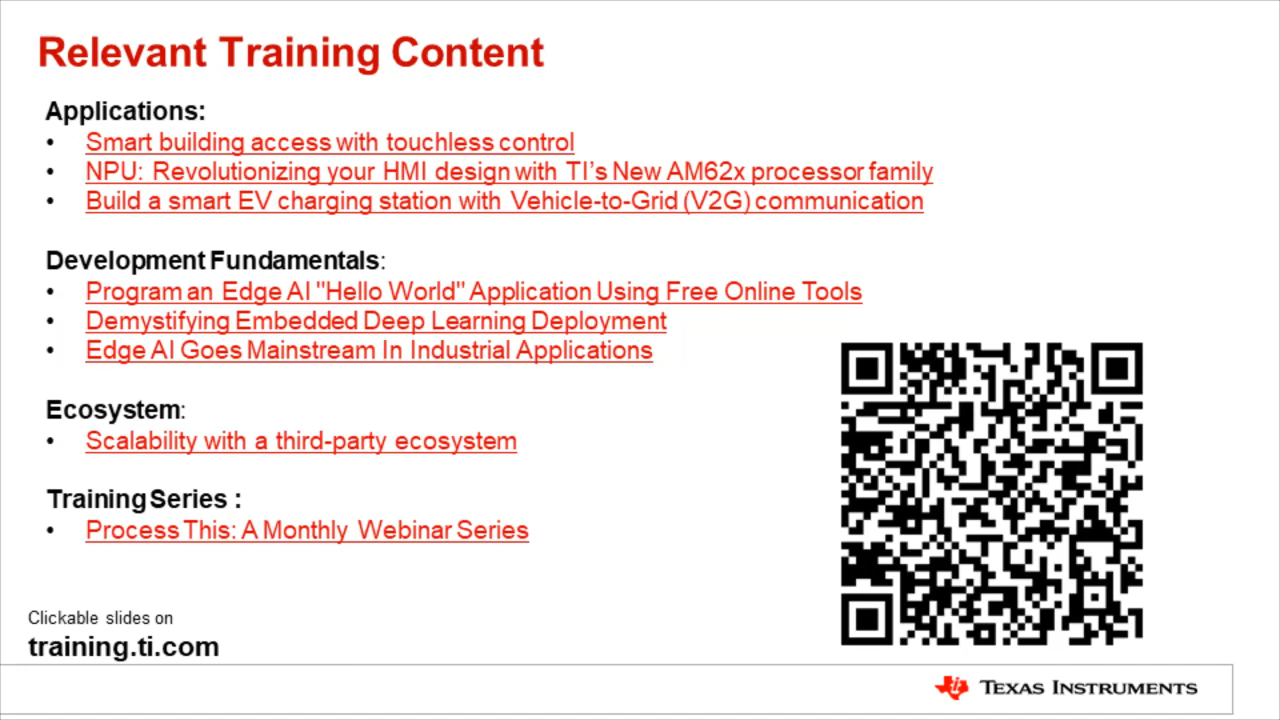 Relevant Training Content
Applications:
• Smart building access with touchless control
• NPU: Revolutionizing your HMI design with TI's New AM62x processor family
• Build a smart EV charging station with Vehicle-to-Grid (V2G) communication
Development Fundamentals:
• Program an Edge AI "Hello World" Application Using Free Online Tools
• Demystifying Embedded Deep Learning Deployment
• Edge AI Goes Mainstream In Industrial Applications
Ecosystem:
• Scalability with a third-party ecosystem
Training Series :
• Process This: A Monthly Webinar Series
Clickable slides on
training.ti.com
TEXAS INSTRUMENTS